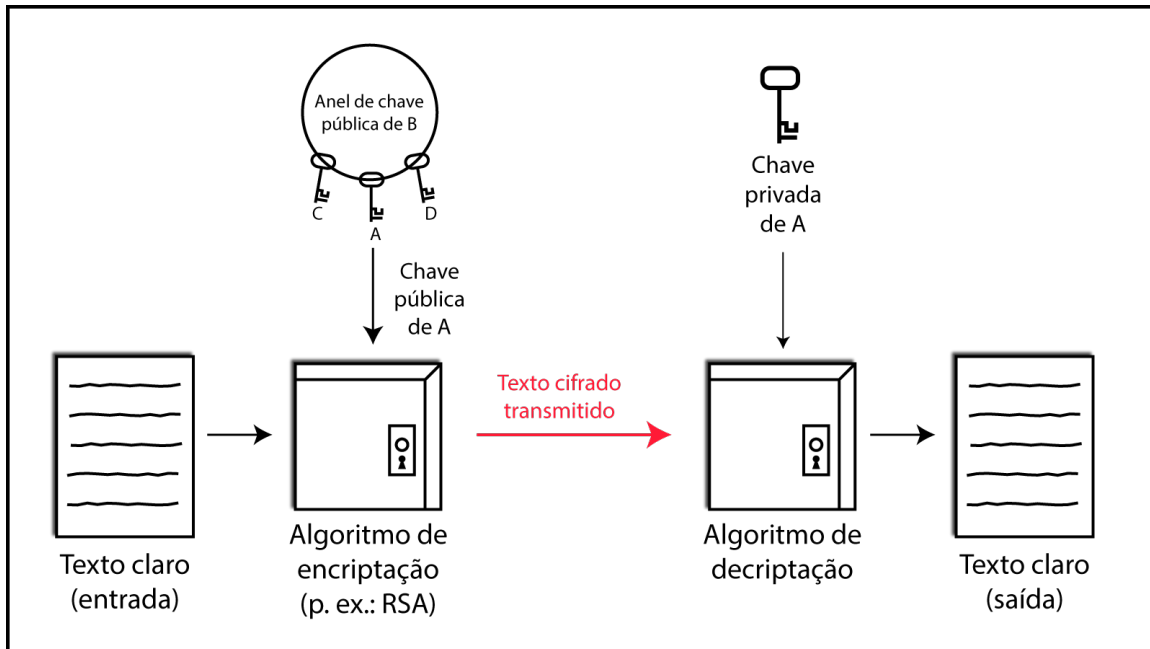 Anel de chave
pública de B
C
A
D
Chave
pública
de A
Chave
privada
de A
Texto cifrado
transmitido
Texto claro
(entrada)
Algoritmo de
encriptação
(p. ex.: RSA)
Algoritmo de
decriptação
Texto claro
(saída)